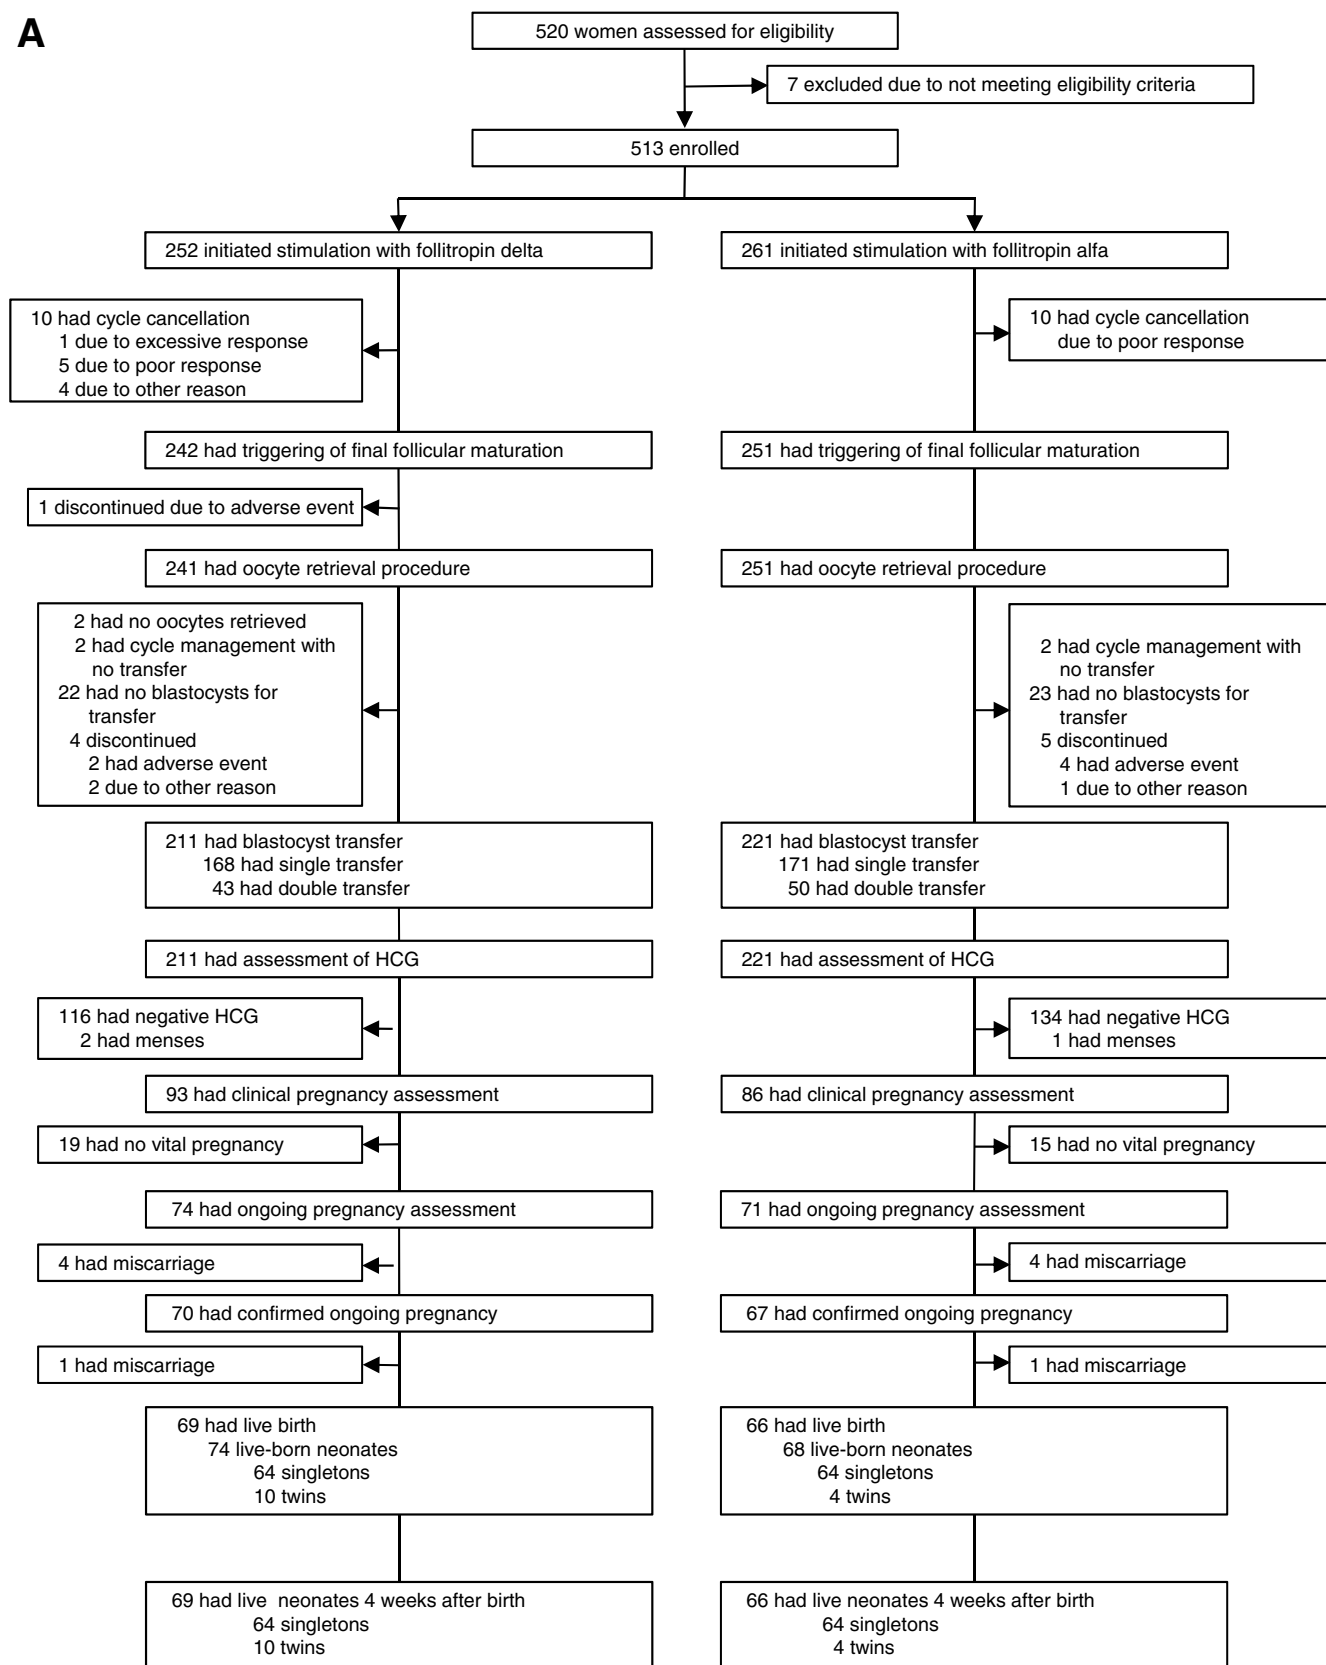 A
520 women assessed for eligibility
7 excluded due to not meeting eligibility criteria
513 enrolled
252 initiated stimulation with follitropin delta
261 initiated stimulation with follitropin alfa
10 had cycle cancellation
1 due to excessive response
5 due to poor response
4 due to other reason
10 had cycle cancellation
due to poor response
242 had triggering of final follicular maturation
251 had triggering of final follicular maturation
1 discontinued due to adverse event
241 had oocyte retrieval procedure
251 had oocyte retrieval procedure
2 had no oocytes retrieved
2 had cycle management with
no transfer
22 had no blastocysts for
transfer
4 discontinued
2 had adverse event
2 due to other reason
2 had cycle management with
no transfer
23 had no blastocysts for
transfer
5 discontinued
4 had adverse event
1 due to other reason
211 had blastocyst transfer
168 had single transfer
43 had double transfer
221 had blastocyst transfer
171 had single transfer
50 had double transfer
211 had assessment of HCG
221 had assessment of HCG
116 had negative HCG
2 had menses
134 had negative HCG
1 had menses
93 had clinical pregnancy assessment
86 had clinical pregnancy assessment
19 had no vital pregnancy
15 had no vital pregnancy
74 had ongoing pregnancy assessment
71 had ongoing pregnancy assessment
4 had miscarriage
4 had miscarriage
70 had confirmed ongoing pregnancy
67 had confirmed ongoing pregnancy
1 had miscarriage
1 had miscarriage
69 had live birth
74 live-born neonates
64 singletons
10 twins
66 had live birth
68 live-born neonates
64 singletons
4 twins
69 had live neonates 4 weeks after birth
64 singletons
10 twins
66 had live neonates 4 weeks after birth
64 singletons
4 twins